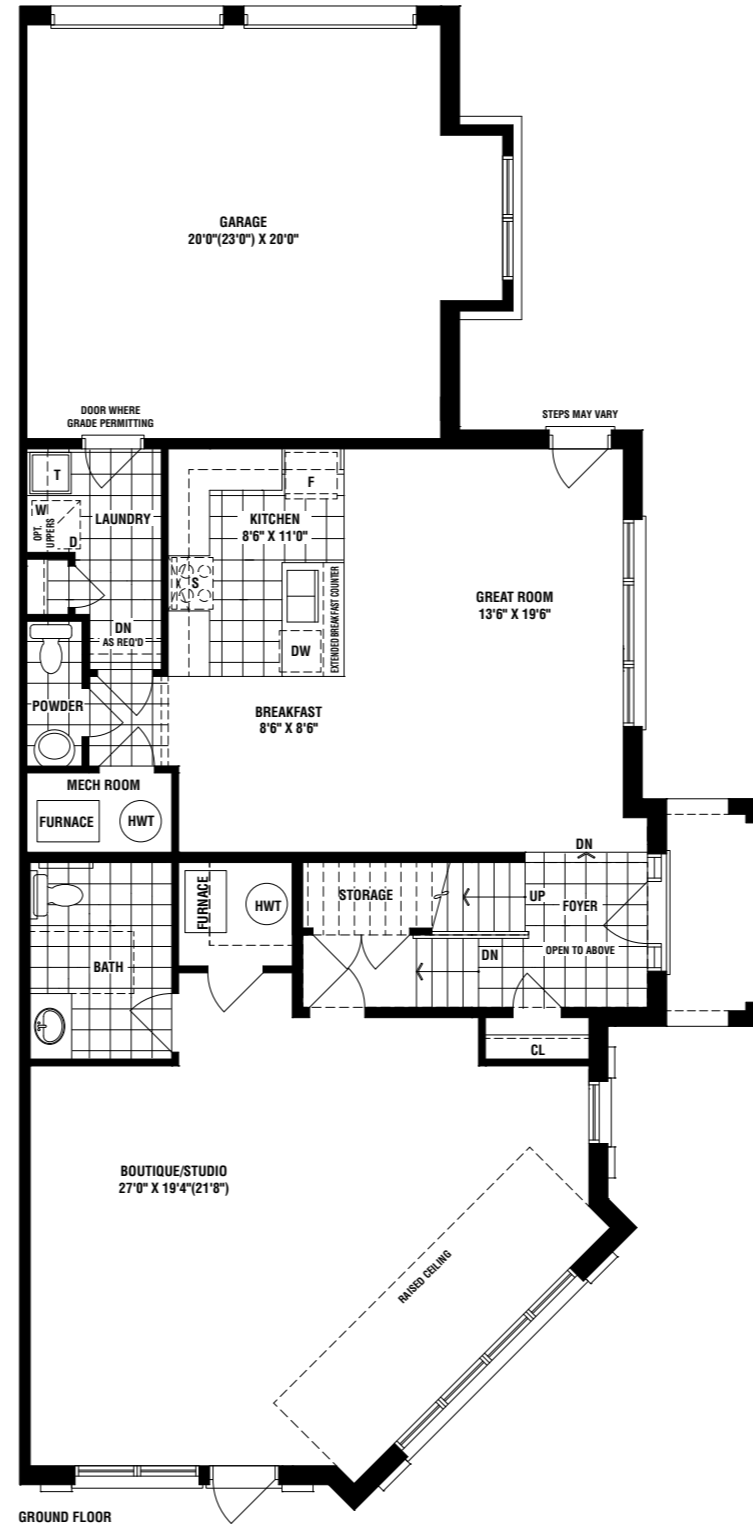 GARAGE
20'0"(23'0") X 20'0"
DOOR WHERE
GRADE PERMITTING
STEPS MAY VARY
T
F
W
OPT.
UPPERS
D
LAUNDRY
KITCHEN
8'6" X 11'0"
S
EXTENDED BREAKFAST COUNTER
GREAT ROOM
13'6" X 19'6"
DN
AS REQ'D
DW
POWDER
BREAKFAST
8'6" X 8'6"
MECH ROOM
FURNACE
HWT
DN
FURNACE
HWT
STORAGE
UP
FOYER
OPEN TO ABOVE
DN
BATH
CL
BOUTIQUE/STUDIO
27'0" X 19'4"(21'8")
RAISED CEILING
GROUND FLOOR